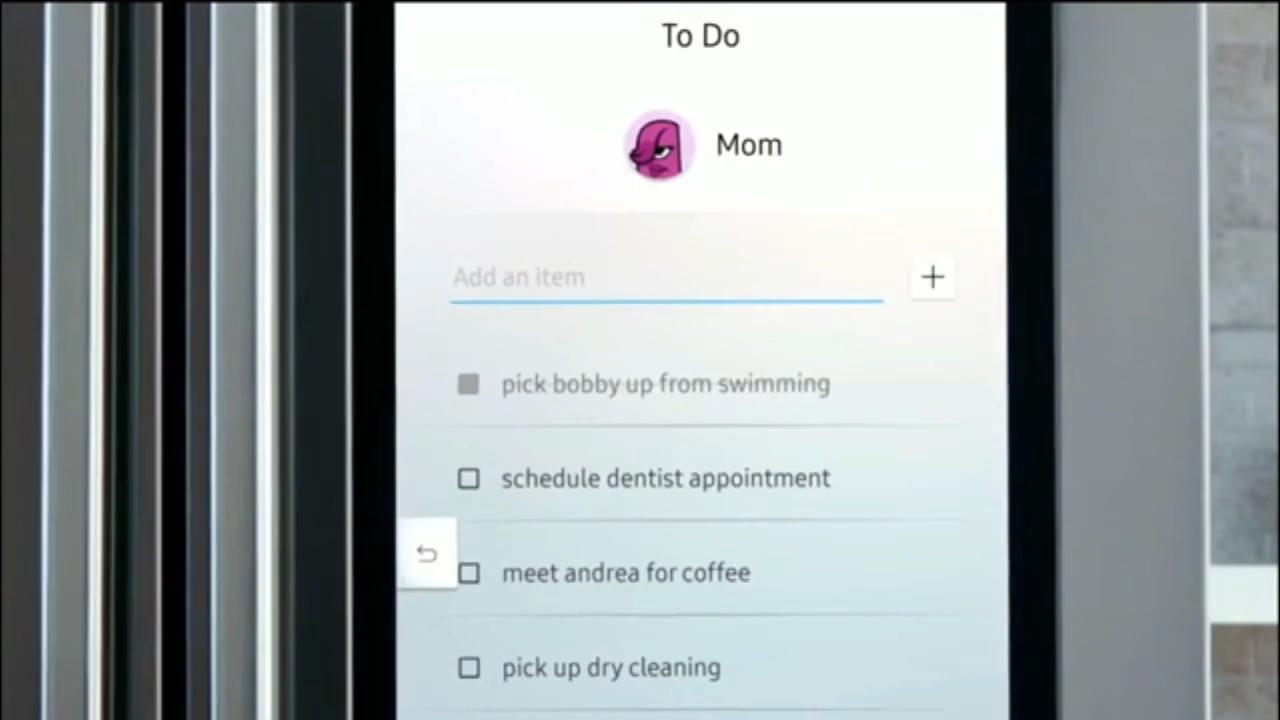 To Do
Mom
Add an item
+
pick bobby up from swimming
schedule dentist appointment
meet andrea for coffee
pick up dry cleaning